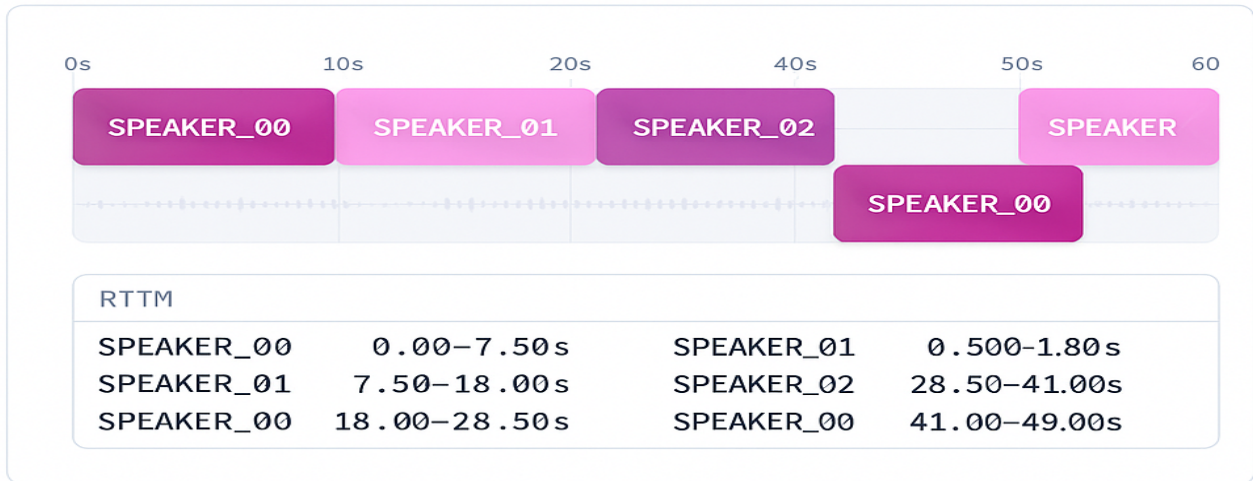 0s 10s 20s 40s 50s 60
SPEAKER_00 SPEAKER_01 SPEAKER_02 SPEAKER
SPEAKER_00
RTTM
SPEAKER_00 0.00–7.50s SPEAKER_01 0.500–1.80s
SPEAKER_01 7.50–18.00s SPEAKER_02 28.50–41.00s
SPEAKER_00 18.00–28.50s SPEAKER_00 41.00–49.00s